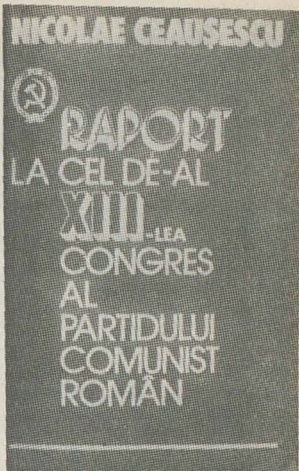 NICOLAE CEAUȘESCU
RAPORT
LA CEL DE-AL
XIII-LEA
CONGRES
AL
PARTIDULUI
COMUNIST
ROMÂN